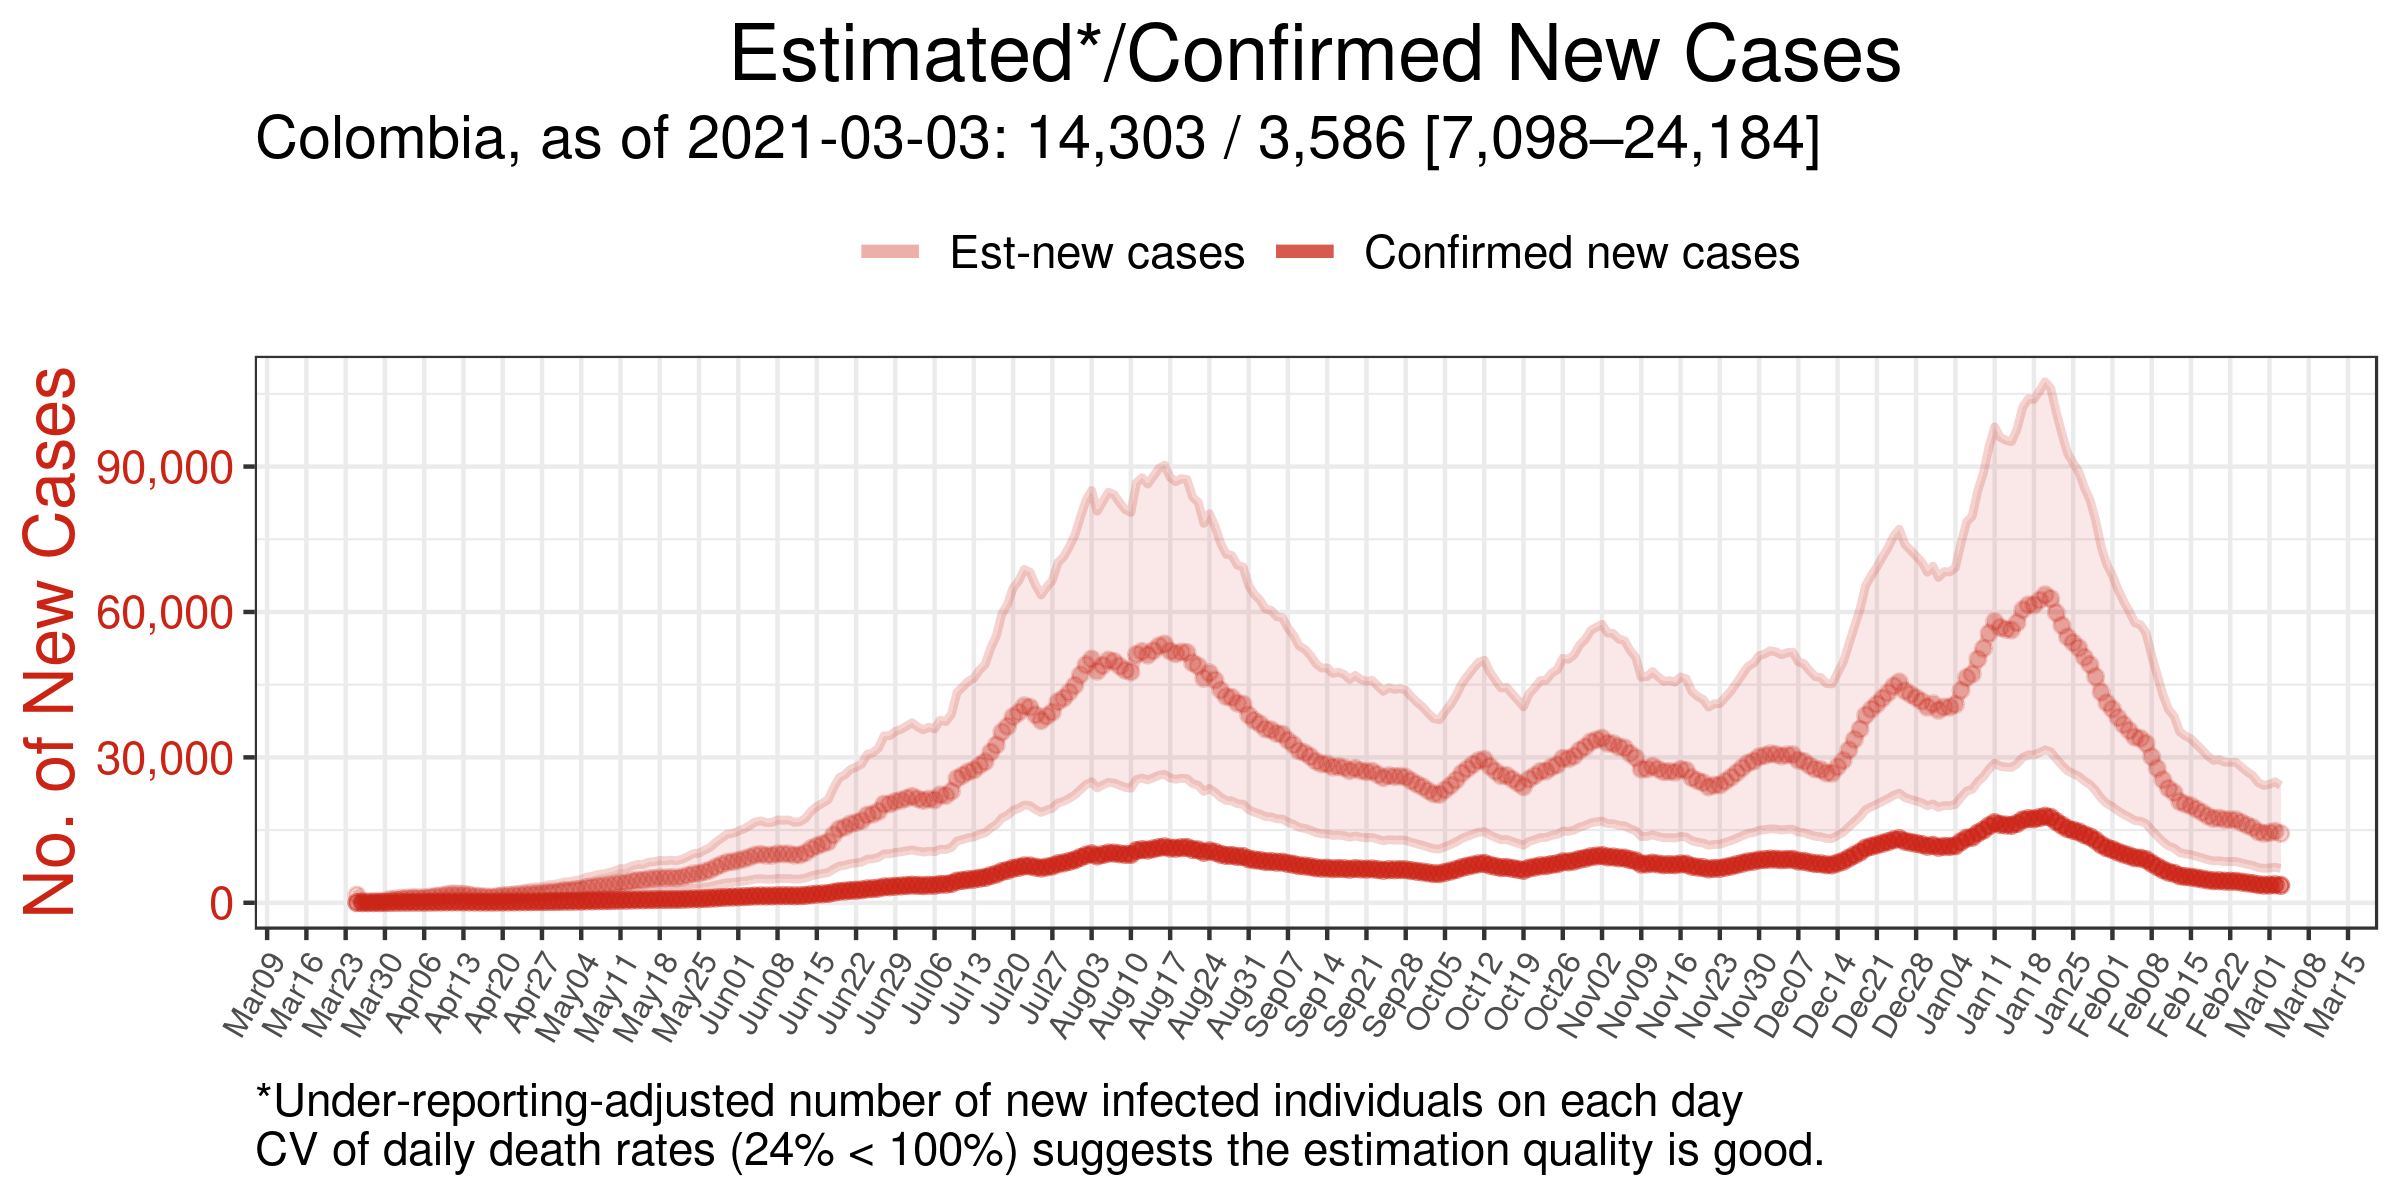 Estimated*/Confirmed New Cases
Colombia, as of 2021-03-03: 14,303 / 3,586 [7,098–24,184]
Est-new cases
Confirmed new cases
No. of New Cases
90,000
60,000
30,000
0
Mar09
Mar16
Mar23
Mar30
Apr06
Apr13
Apr20
Apr27
May04
May11
May18
May25
Jun01
Jun08
Jun15
Jun22
Jun29
Jul06
Jul13
Jul20
Jul27
Aug03
Aug10
Aug17
Aug24
Aug31
Sep07
Sep14
Sep21
Sep28
Oct05
Oct12
Oct19
Oct26
Nov02
Nov09
Nov16
Nov23
Nov30
Dec07
Dec14
Dec21
Dec28
Jan04
Jan11
Jan18
Jan25
Feb01
Feb08
Feb15
Feb22
Mar01
Mar08
Mar15
*Under-reporting-adjusted number of new infected individuals on each day
CV of daily death rates (24% < 100%) suggests the estimation quality is good.